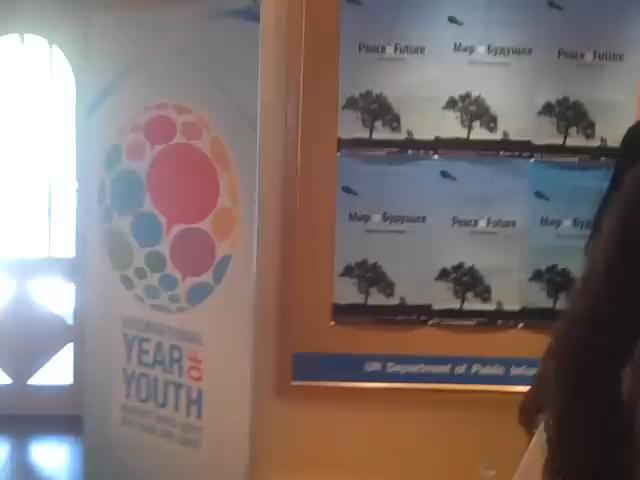 INTERNATIONAL
YEAR OF
YOUTH
Peace=Future
Мир=Будущее
Peace=Future
Мир=Будущее
Peace=Future
Мир=Буд
UN Department of Public Infor